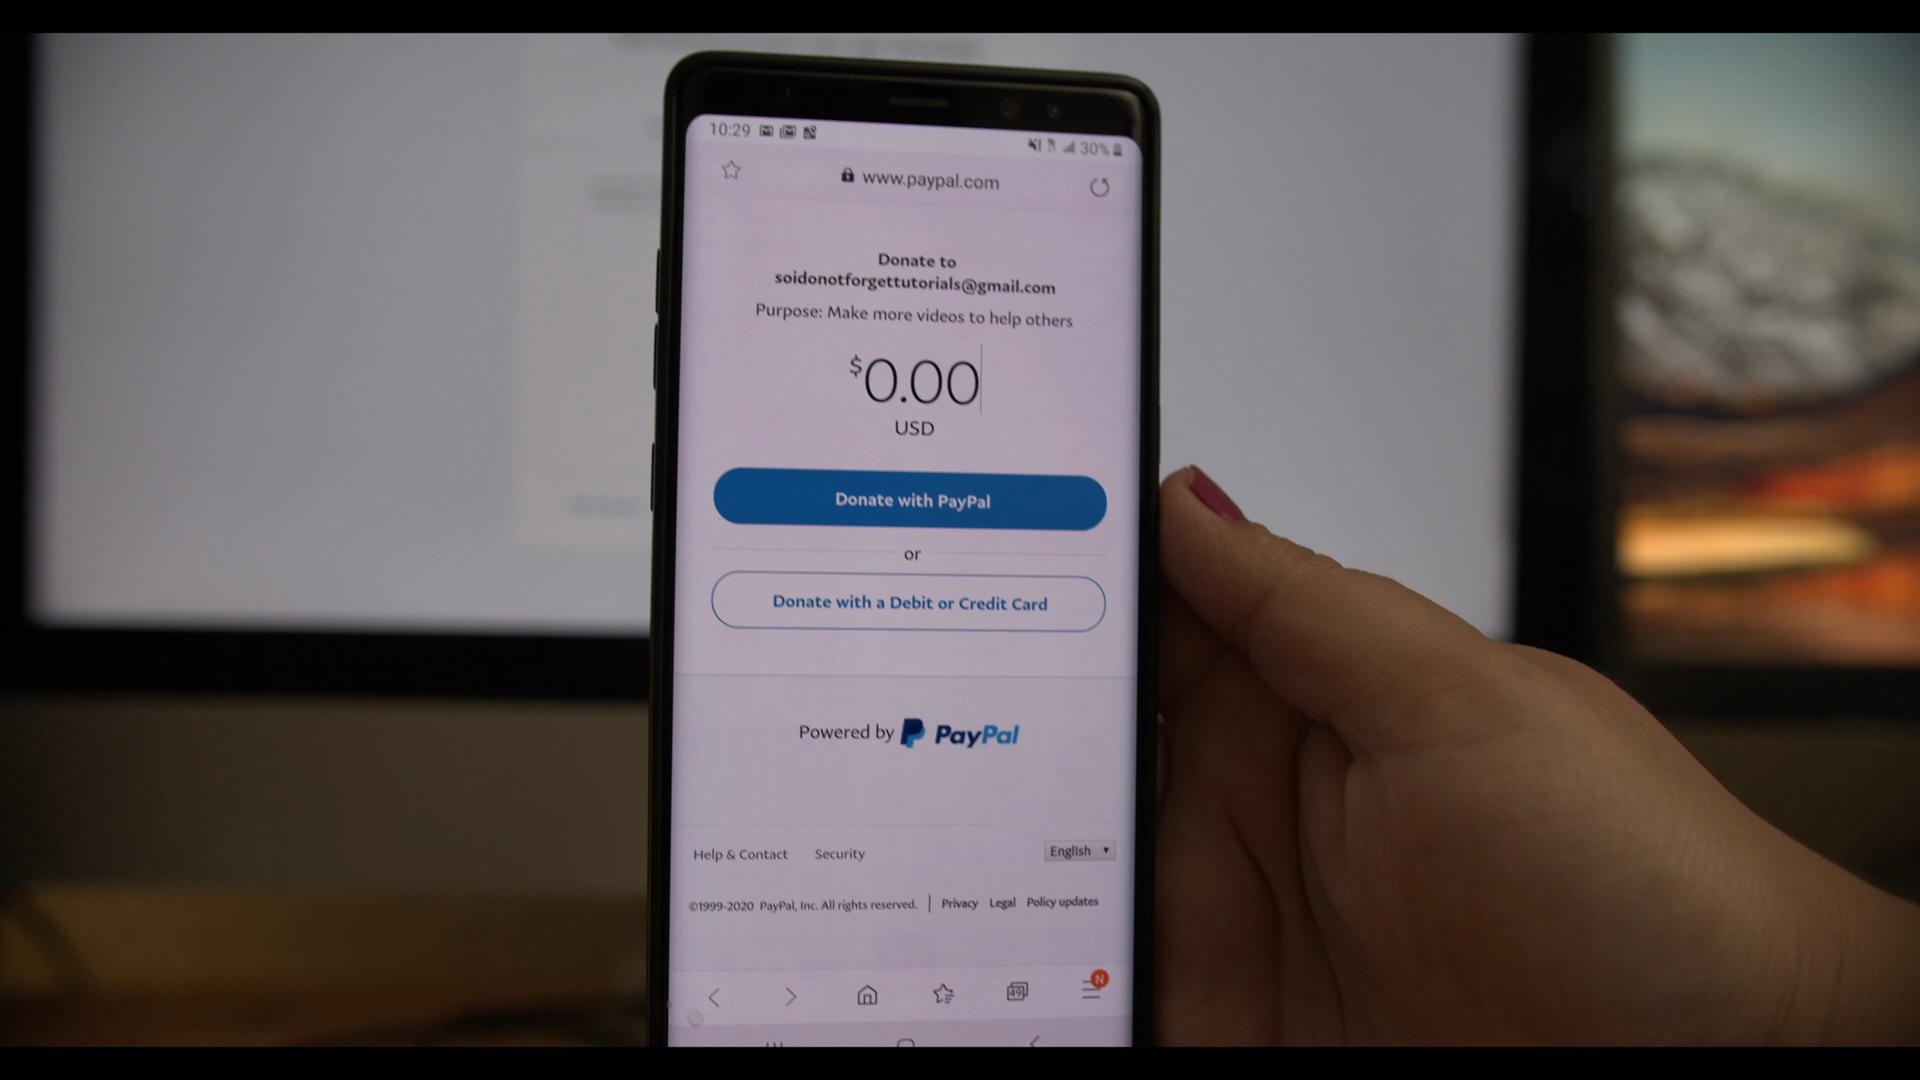 10:29 30%
www.paypal.com
Donate to
soidonotforgettutorials@gmail.com
Purpose: Make more videos to help others
$0.00
USD
Donate with PayPal
or
Donate with a Debit or Credit Card
Powered by PayPal
Help & Contact Security English
©1999-2020 PayPal, Inc. All rights reserved. | Privacy Legal Policy updates
49 N